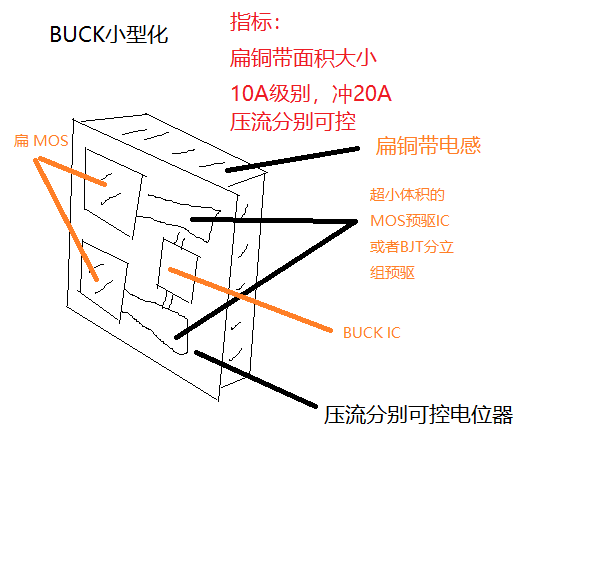 BUCK小型化
指标：
扁铜带面积大小
10A级别，冲20A
压流分别可控
扁 MOS
扁铜带电感
超小体积的
MOS预驱IC
或者BJT分立
组预驱
BUCK IC
压流分别可控电位器